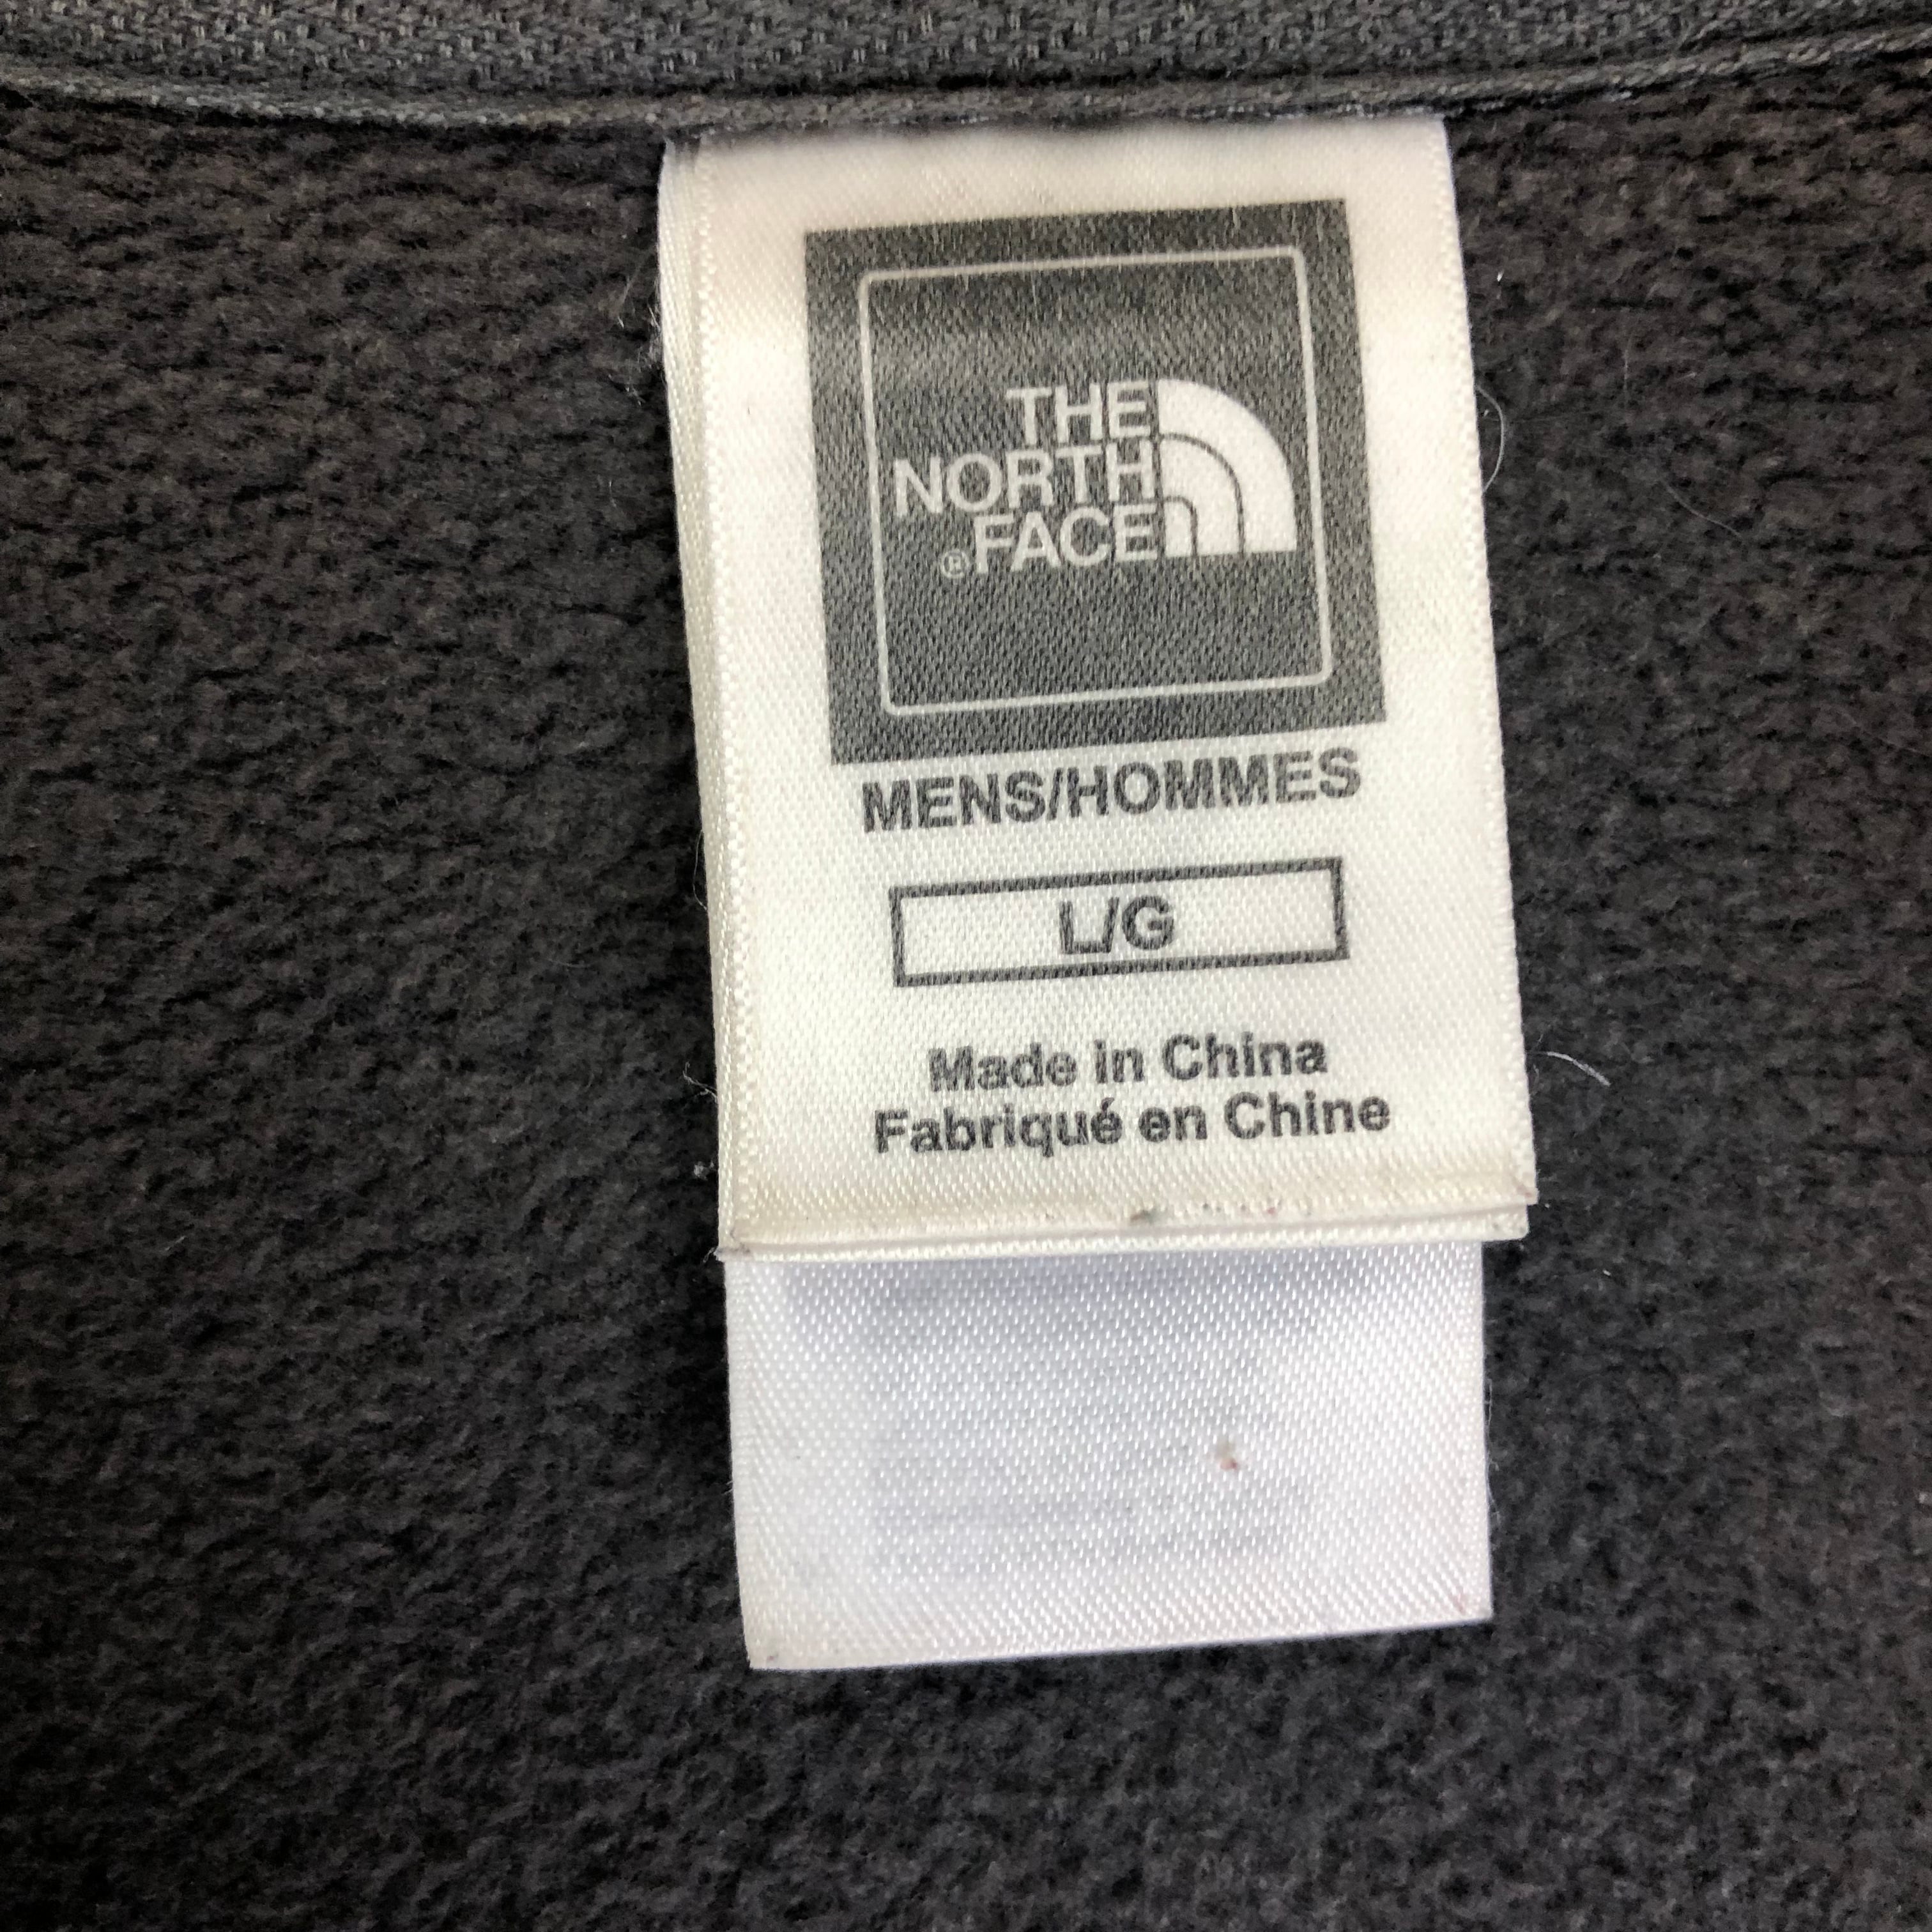 THE
NORTH
®FACE
MENS/HOMMES
L/G
Made in China
Fabriqué en Chine